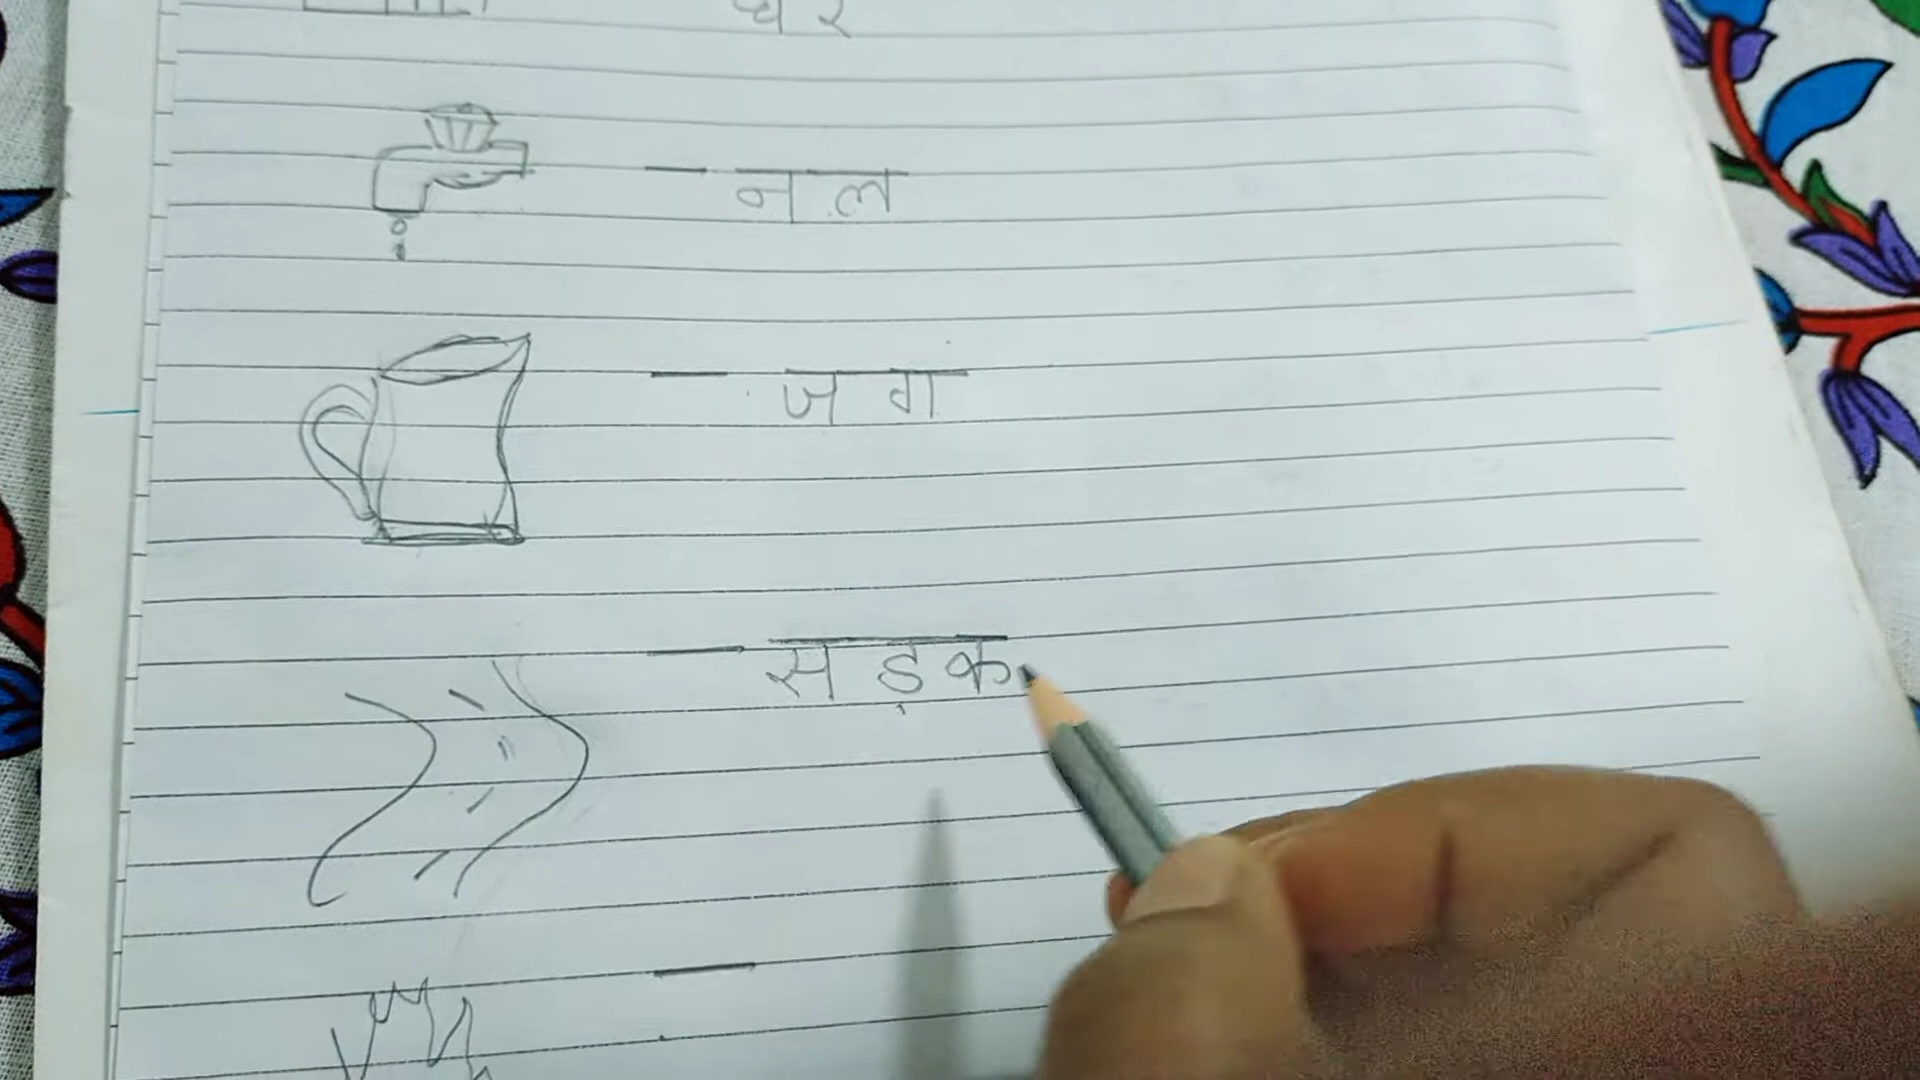 घर
— नल
— जग
— सड़क
—